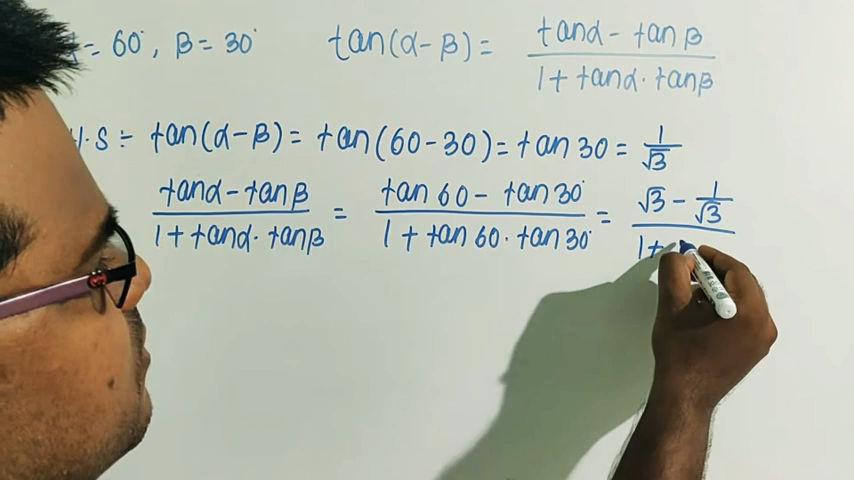 = 60°, β = 30° tan(α - β) = (tanα - tanβ) / (1 + tanα · tanβ)
H.S ÷ tan(α - β) = tan(60 - 30) = tan 30 = 1/√3
(tanα - tanβ) / (1 + tanα · tanβ) = (tan 60 - tan 30°) / (1 + tan 60 · tan 30°) = (√3 - 1/√3) / (1 +